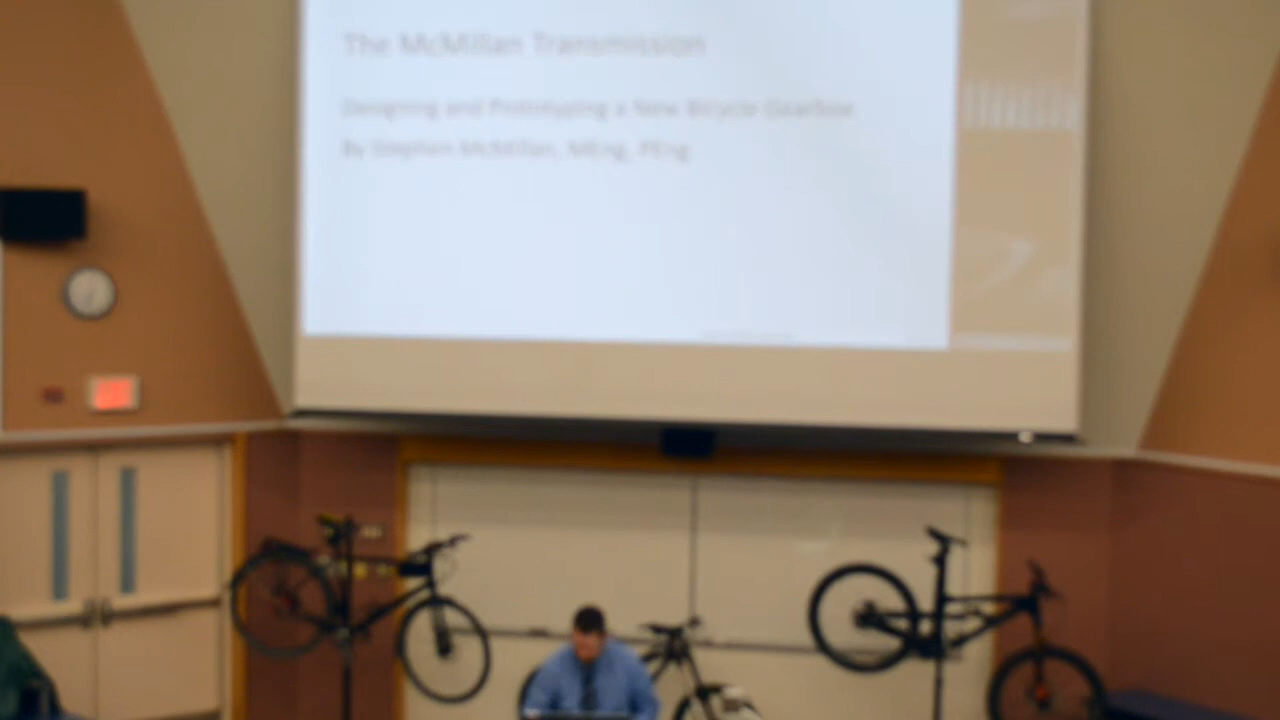 The McMillan Transmission
Designing and Prototyping a New Bicycle Gearbox
By Stephen McMillan, MEng, PEng